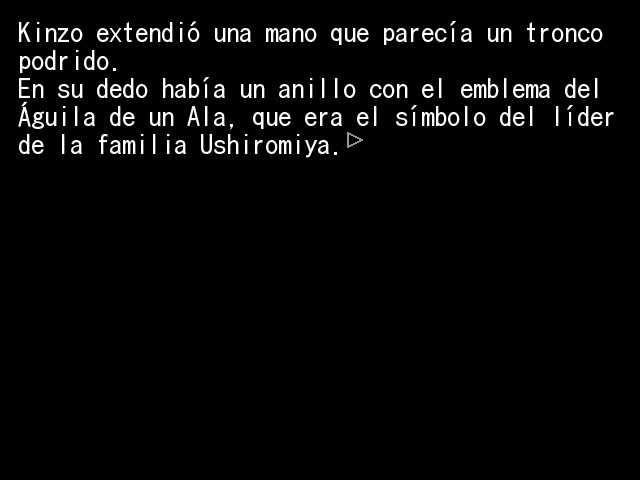 Kinzo extendió una mano que parecía un tronco
podrido.
En su dedo había un anillo con el emblema del
Águila de un Ala, que era el símbolo del líder
de la familia Ushiromiya.